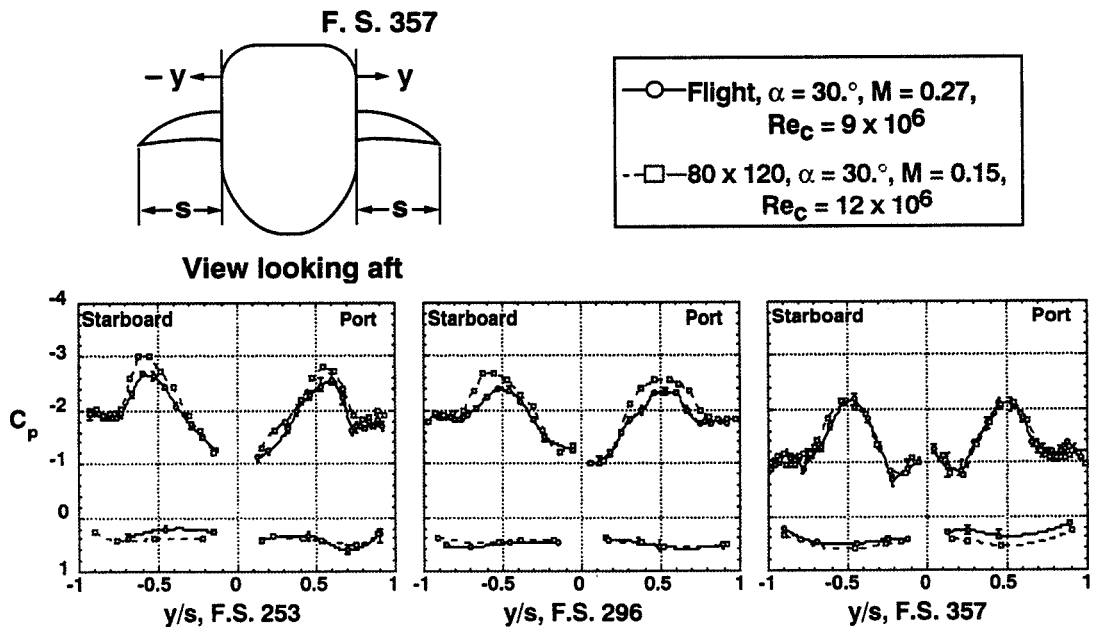 F. S. 357
– y
y
s
s
View looking aft
Flight, α = 30.°, M = 0.27,
Re_c = 9 x 10^6
80 x 120, α = 30.°, M = 0.15,
Re_c = 12 x 10^6
C_p
-4
-3
-2
-1
0
1
Starboard Port
-1 -0.5 0 0.5 1
y/s, F.S. 253
Starboard Port
-1 -0.5 0 0.5 1
y/s, F.S. 296
Starboard Port
-1 -0.5 0 0.5 1
y/s, F.S. 357